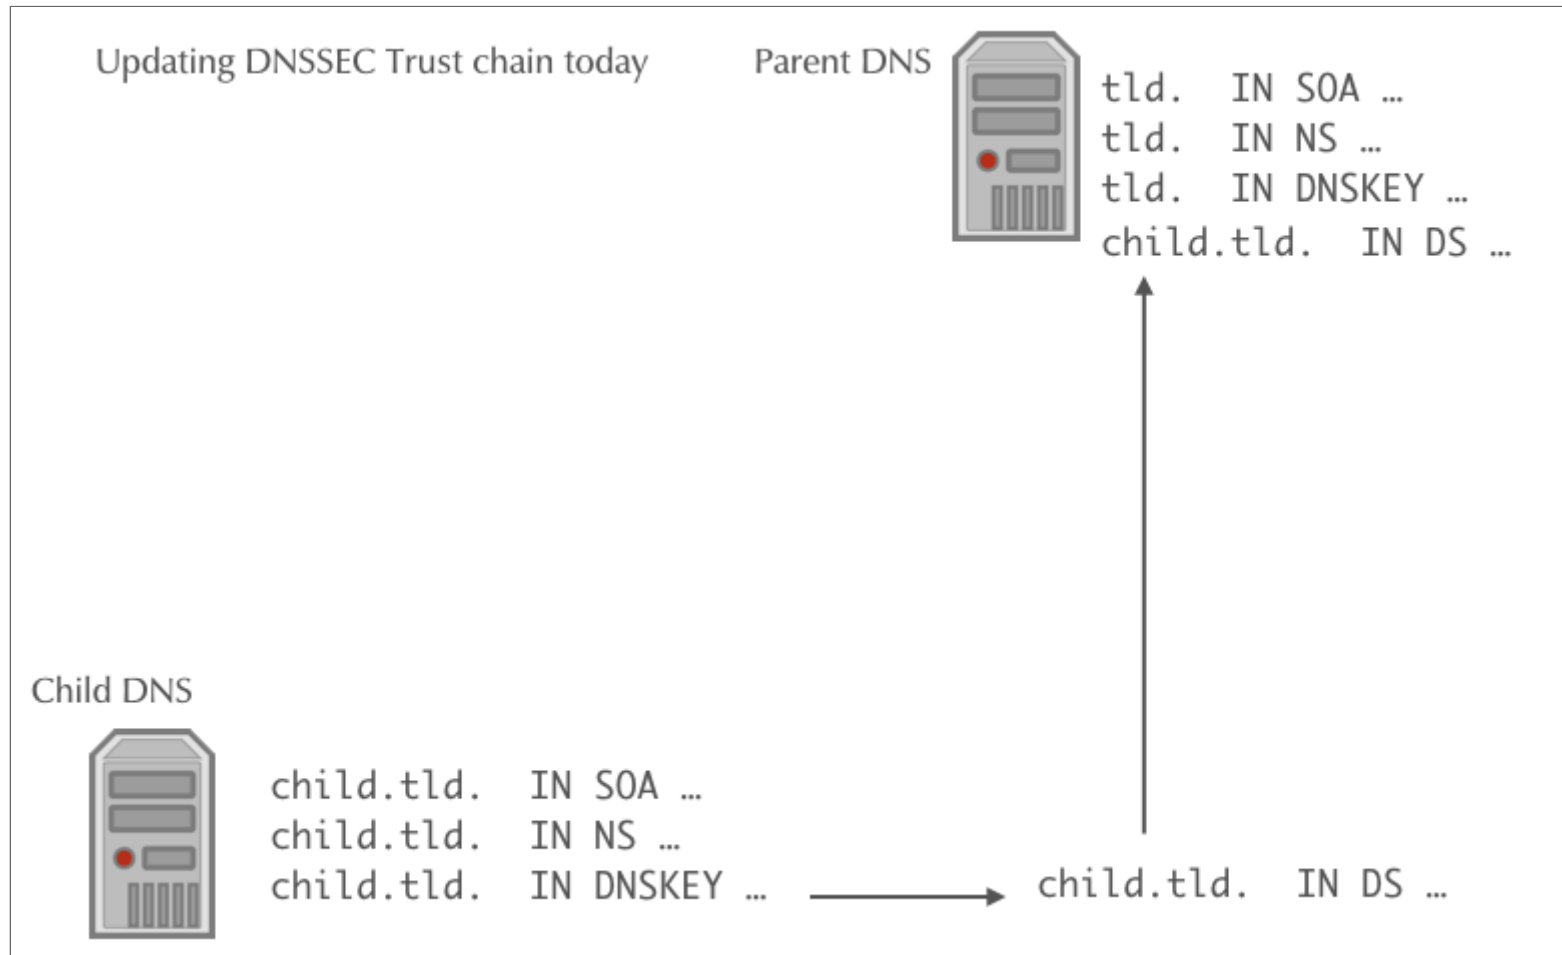 Updating DNSSEC Trust chain today
Parent DNS
tld. IN SOA …
tld. IN NS …
tld. IN DNSKEY …
child.tld. IN DS …
Child DNS
child.tld. IN SOA …
child.tld. IN NS …
child.tld. IN DNSKEY …
child.tld. IN DS …